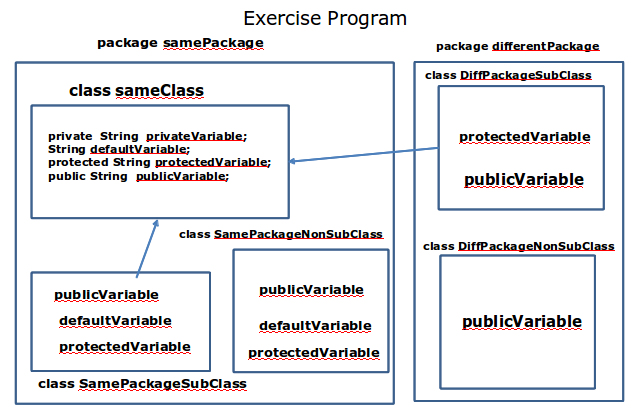 Exercise Program
package samePackage
package differentPackage
class sameClass
private String privateVariable;
String defaultVariable;
protected String protectedVariable;
public String publicVariable;
class SamePackageNonSubClass
publicVariable
defaultVariable
protectedVariable
publicVariable
defaultVariable
protectedVariable
class SamePackageSubClass
class DiffPackageSubClass
protectedVariable
publicVariable
class DiffPackageNonSubClass
publicVariable